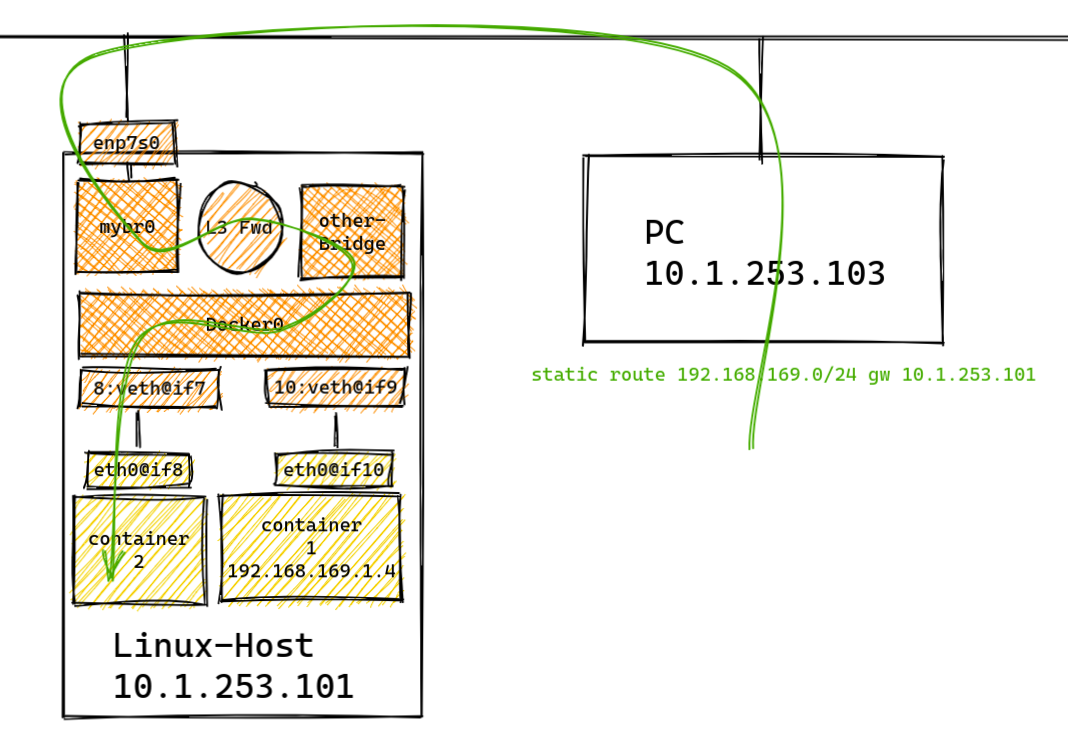 enp7s0
mybr0
L3 Fwd
other-
Bridge
Docker0
8:veth@if7
10:veth@if9
eth0@if8
eth0@if10
container
2
container
1
192.168.169.1.4
Linux-Host
10.1.253.101
PC
10.1.253.103
static route 192.168.169.0/24 gw 10.1.253.101